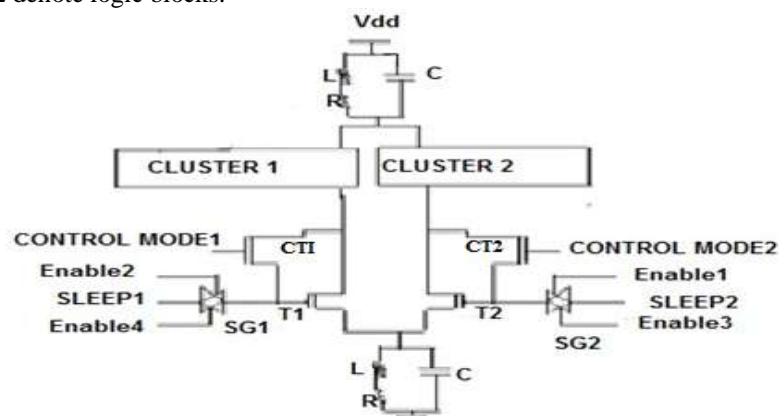 denote logic blocks.
Vdd
L
C
R
CLUSTER 1
CLUSTER 2
CONTROL MODE1
CTI
CT2
CONTROL MODE2
Enable2
Enable1
SLEEP1
T1
T2
SLEEP2
Enable4
SG1
Enable3
SG2
L
C
R